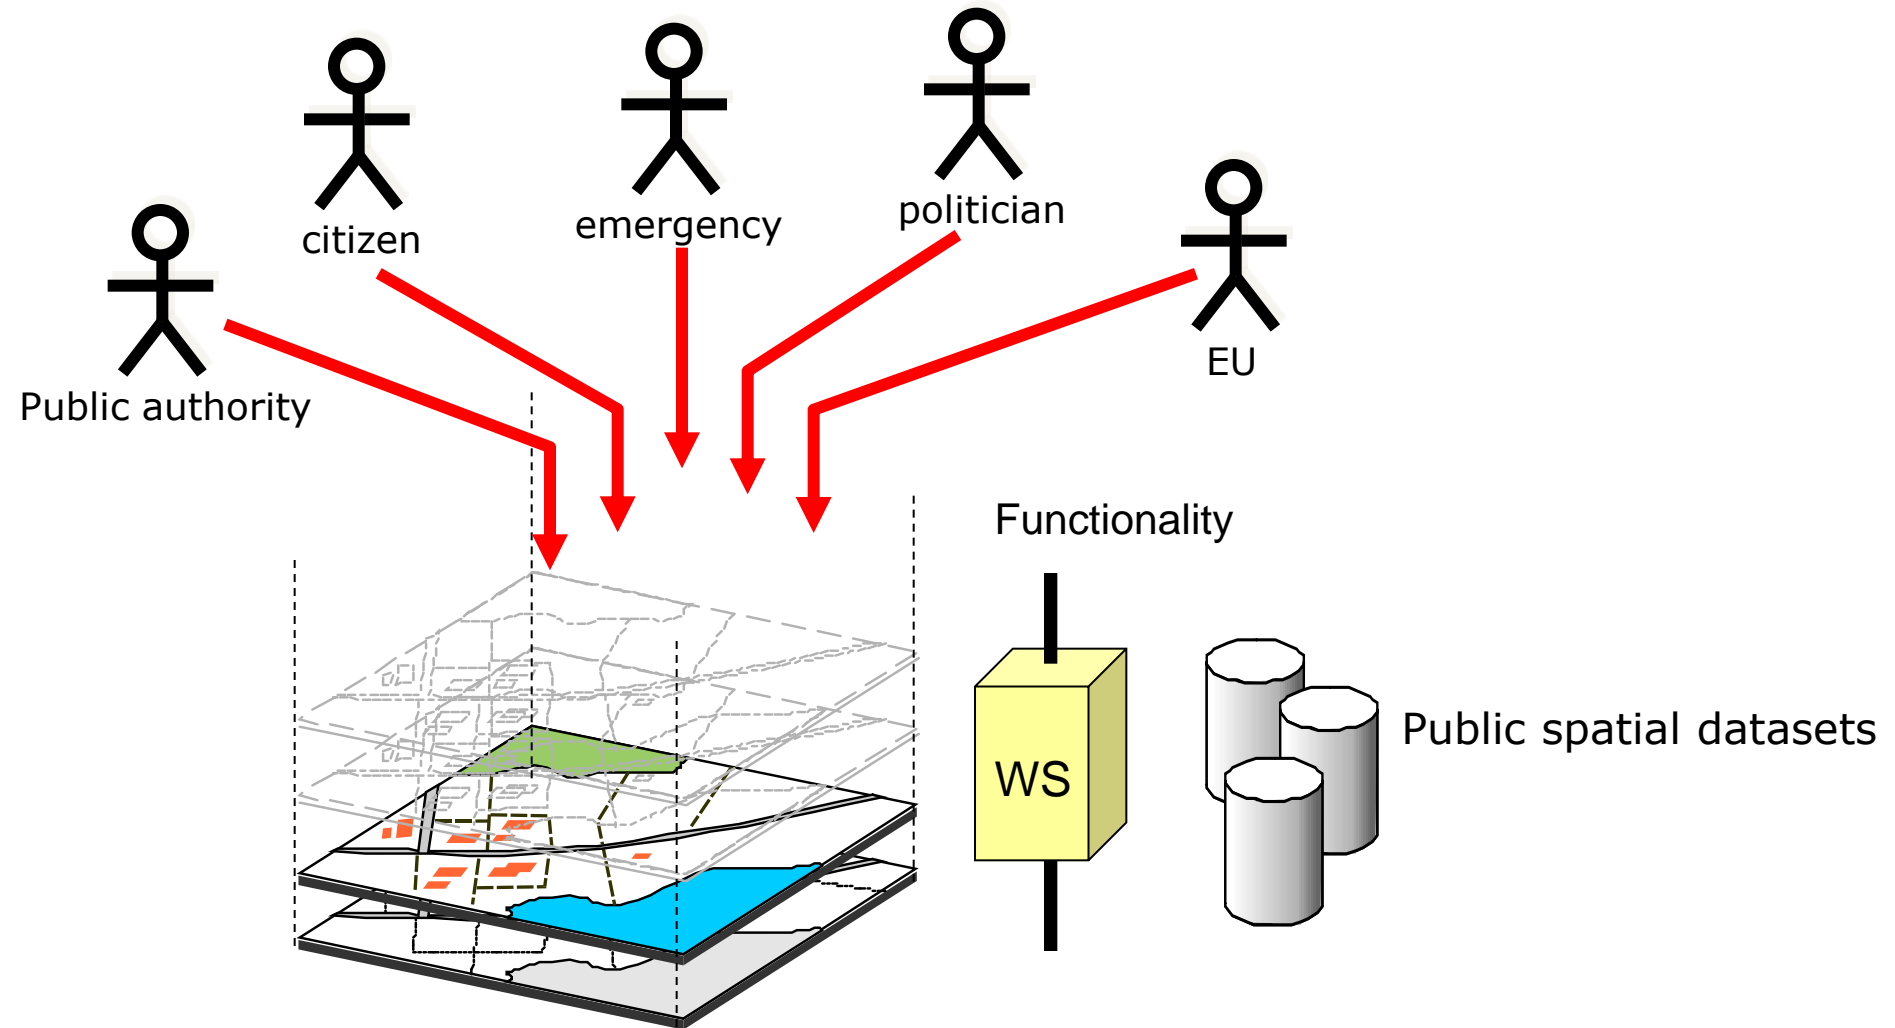 politician
emergency
citizen
EU
Public authority
Functionality
Public spatial datasets
WS